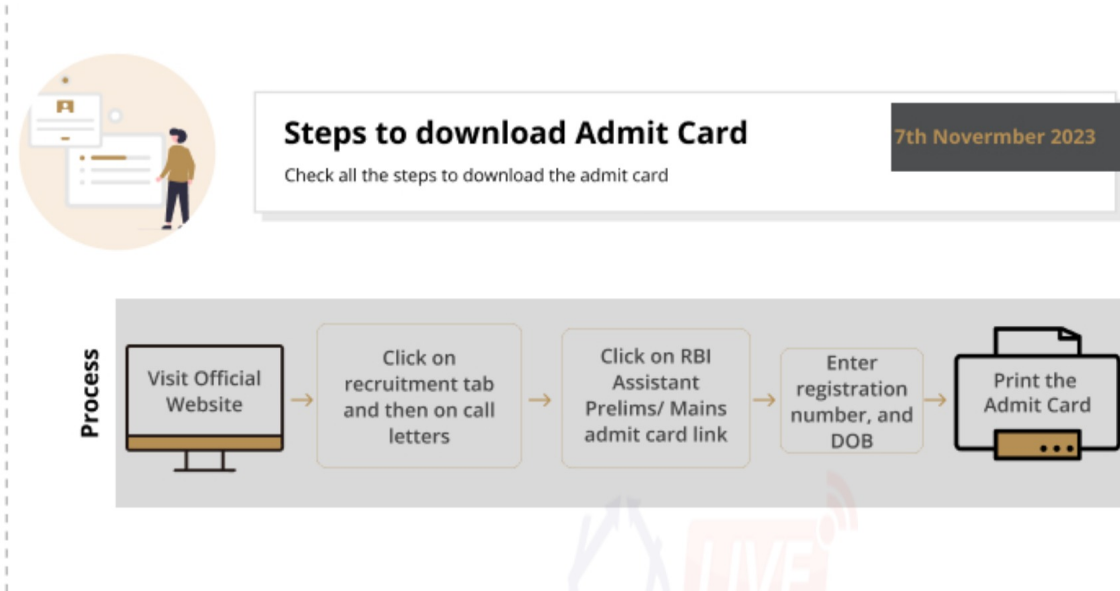 Steps to download Admit Card
7th Novermber 2023
Check all the steps to download the admit card
Process
Visit Official
Website
Click on
recruitment tab
and then on call
letters
Click on RBI
Assistant
Prelims/ Mains
admit card link
Enter
registration
number, and
DOB
Print the
Admit Card
LIVE